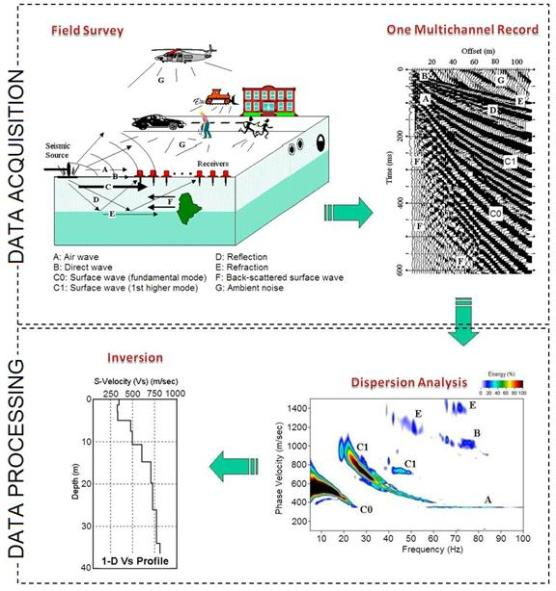 DATA ACQUISITION
Field Survey
G
Seismic
Source
A
B
C
D
E
F
G
Receivers
A: Air wave
B: Direct wave
C0: Surface wave (fundamental mode)
C1: Surface wave (1st higher mode)
D: Reflection
E: Refraction
F: Back-scattered surface wave
G: Ambient noise
One Multichannel Record
Offset (m)
20 40 60 80 100
Time (ms)
0
200
400
600
B
G
A
E
D
F
C1
C0
F
F
DATA PROCESSING
Inversion
S-Velocity (Vs) (m/sec)
250 500 750 1000
Depth (m)
0
10
20
30
40
1-D Vs Profile
Dispersion Analysis
Energy (%)
0 20 40 60 80 100
Phase Velocity (m/sec)
1400
1200
1000
800
600
400
200
E
E
B
C1
C1
C0
A
10 20 30 40 50 60 70 80 90 100
Frequency (Hz)